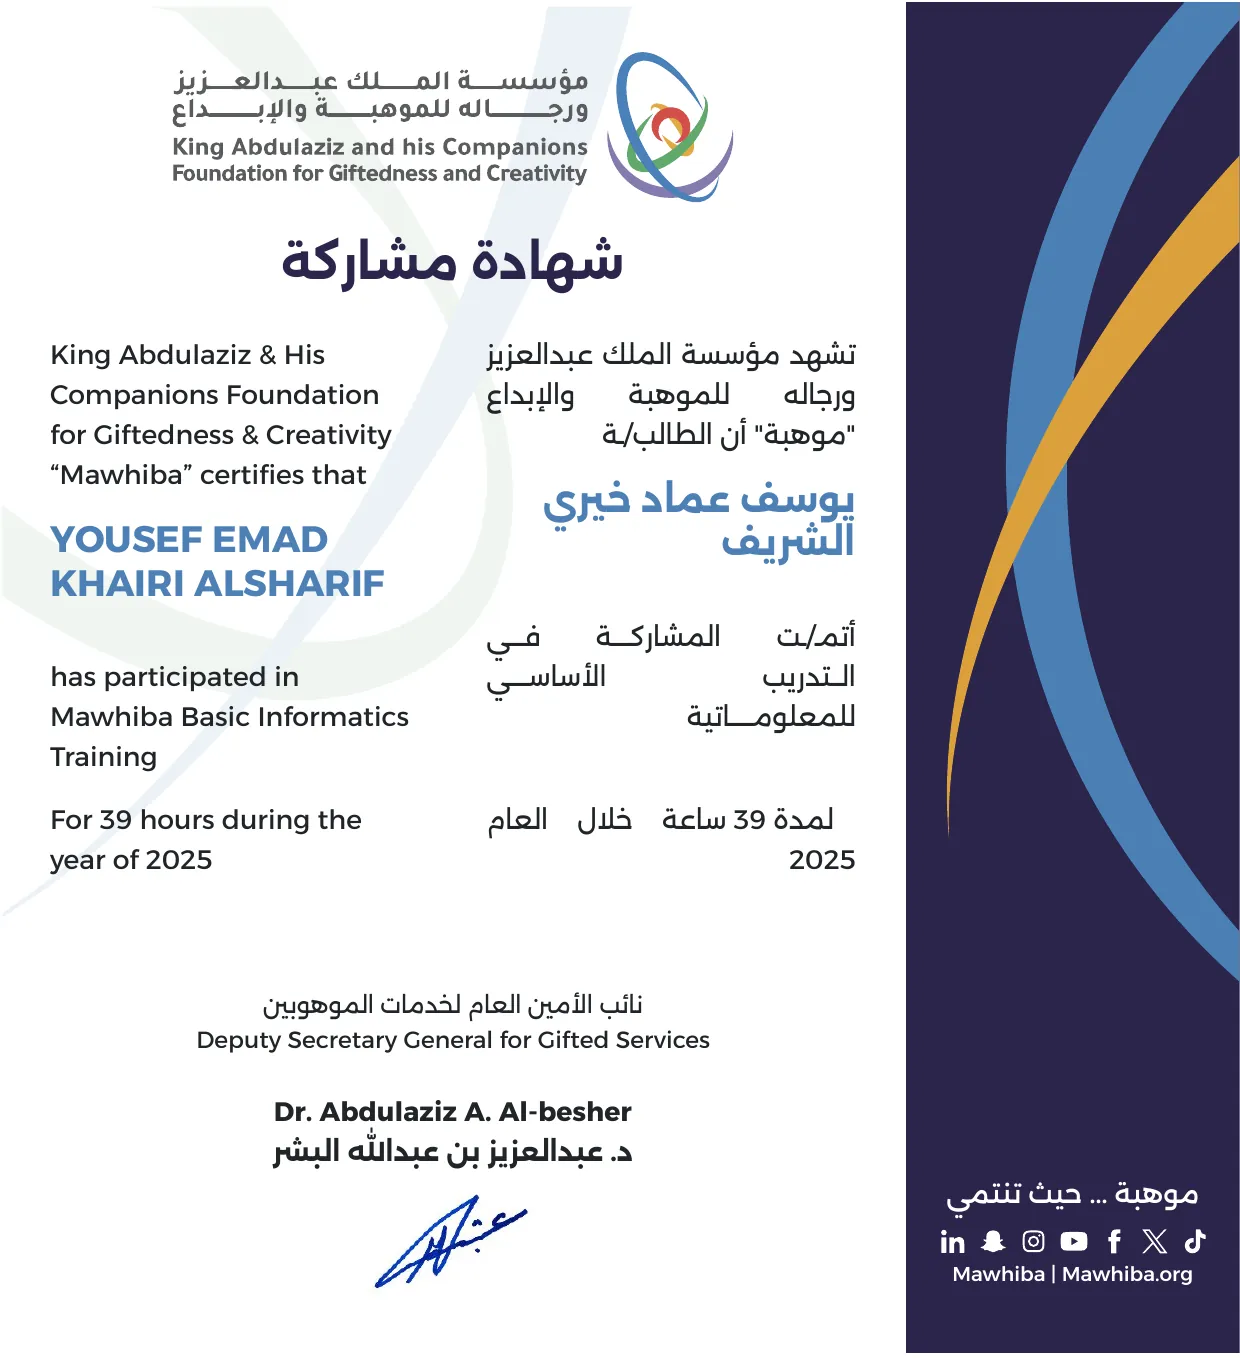 مؤسسة الملك عبدالعزيز
ورجاله للموهبة والإبداع
King Abdulaziz and his Companions
Foundation for Giftedness and Creativity
شهادة مشاركة
King Abdulaziz & His
Companions Foundation
for Giftedness & Creativity
“Mawhiba” certifies that
YOUSEF EMAD
KHAIRI ALSHARIF
has participated in
Mawhiba Basic Informatics
Training
For 39 hours during the
year of 2025
تشهد مؤسسة الملك عبدالعزيز
ورجاله للموهبة والإبداع
"موهبة" أن الطالب/ـة
يوسف عماد خيري
الشريف
أتمـ/ـت المشاركة في
التدريب الأساسي
للمعلوماتية
لمدة 39 ساعة خلال العام
2025
نائب الأمين العام لخدمات الموهوبين
Deputy Secretary General for Gifted Services
Dr. Abdulaziz A. Al-besher
د. عبدالعزيز بن عبدالله البشر
موهبة ... حيث تنتمي
Mawhiba | Mawhiba.org